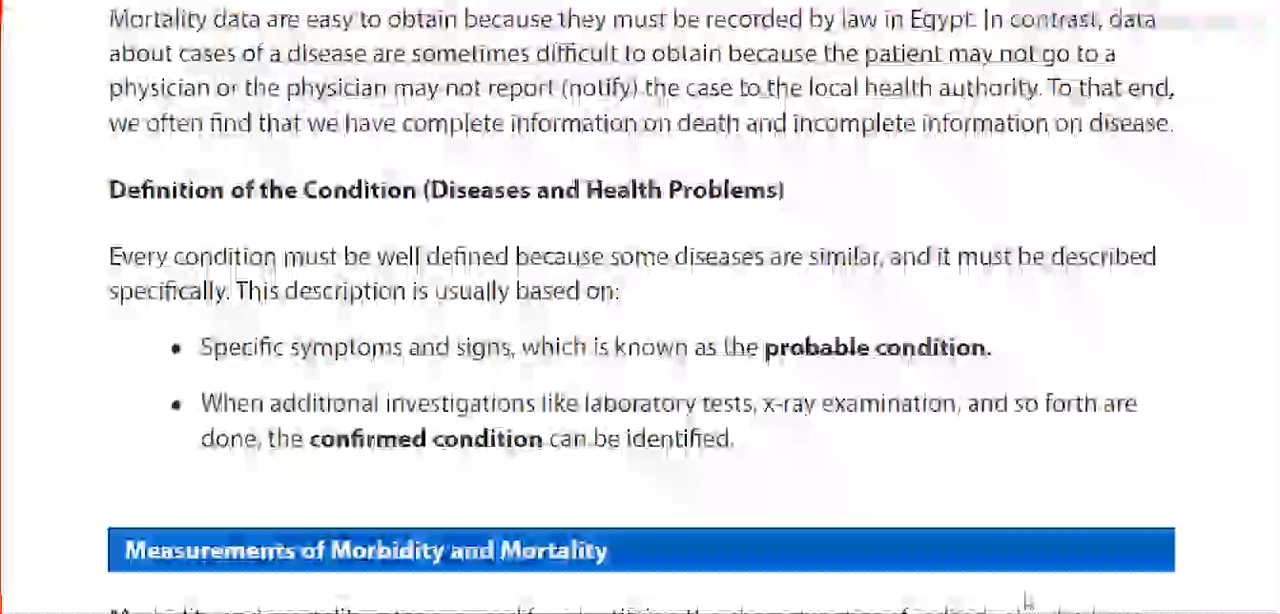 Mortality data are easy to obtain because they must be recorded by law in Egypt. In contrast, data
about cases of a disease are sometimes difficult to obtain because the patient may not go to a
physician or the physician may not report (notify) the case to the local health authority. To that end,
we often find that we have complete information on death and incomplete information on disease.
Definition of the Condition (Diseases and Health Problems)
Every condition must be well defined because some diseases are similar, and it must be described
specifically. This description is usually based on:
• Specific symptoms and signs, which is known as the probable condition.
• When additional investigations like laboratory tests, x-ray examination, and so forth are
done, the confirmed condition can be identified.
Measurements of Morbidity and Mortality